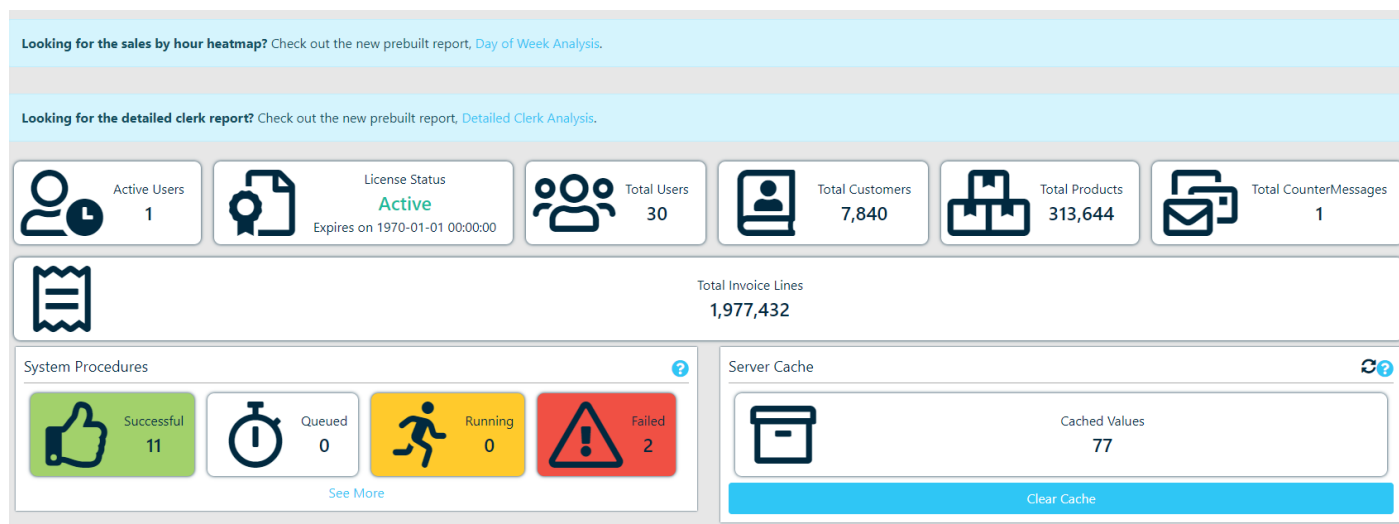 Looking for the sales by hour heatmap? Check out the new prebuilt report, Day of Week Analysis.
Looking for the detailed clerk report? Check out the new prebuilt report, Detailed Clerk Analysis.
Active Users
1
License Status
Active
Expires on 1970-01-01 00:00:00
Total Users
30
Total Customers
7,840
Total Products
313,644
Total CounterMessages
1
Total Invoice Lines
1,977,432
System Procedures
Successful
11
Queued
0
Running
0
Failed
2
See More
Server Cache
Cached Values
77
Clear Cache